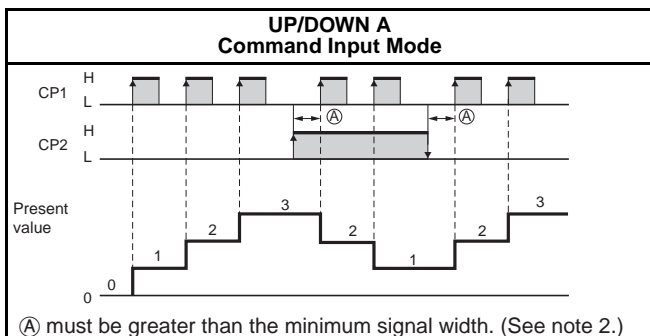 UP/DOWN A
Command Input Mode
CP1
H
L
Ⓐ
Ⓐ
CP2
H
L
Present
value
3
3
2
2
2
1
1
0
0
Ⓐ must be greater than the minimum signal width. (See note 2.)